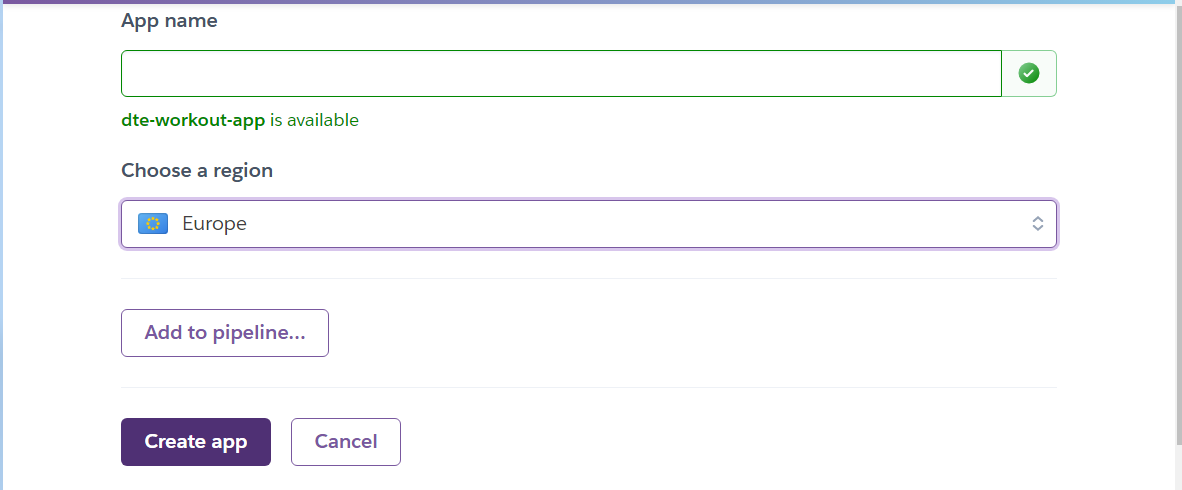 App name
dte-workout-app is available
Choose a region
Europe
Add to pipeline...
Create app
Cancel